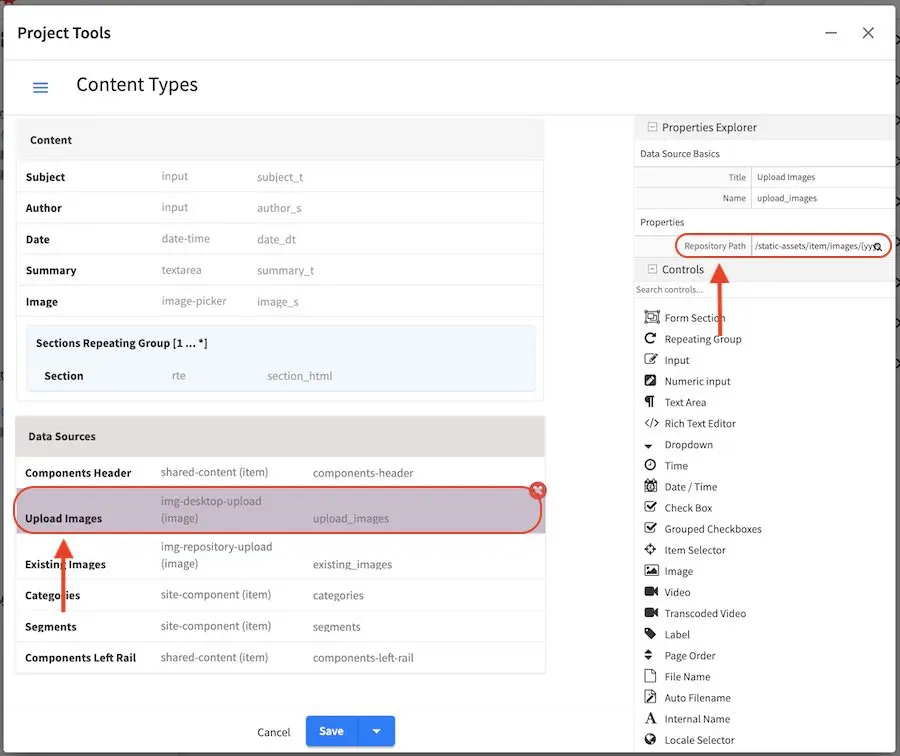 Project Tools
Content Types
Content
Subject input subject_t
Author input author_s
Date date-time date_dt
Summary textarea summary_t
Image image-picker image_s
Sections Repeating Group [1 ... *]
Section rte section_html
Data Sources
Components Header shared-content (item) components-header
img-desktop-upload
Upload Images (image) upload_images
img-repository-upload
Existing Images (image) existing_images
Categories site-component (item) categories
Segments site-component (item) segments
Components Left Rail shared-content (item) components-left-rail
Cancel Save
Properties Explorer
Data Source Basics
Title Upload Images
Name upload_images
Properties
Repository Path /static-assets/item/images/{yyy
Controls
Search controls...
Form Section
Repeating Group
Input
Numeric input
Text Area
Rich Text Editor
Dropdown
Time
Date / Time
Check Box
Grouped Checkboxes
Item Selector
Image
Video
Transcoded Video
Label
Page Order
File Name
Auto Filename
Internal Name
Locale Selector